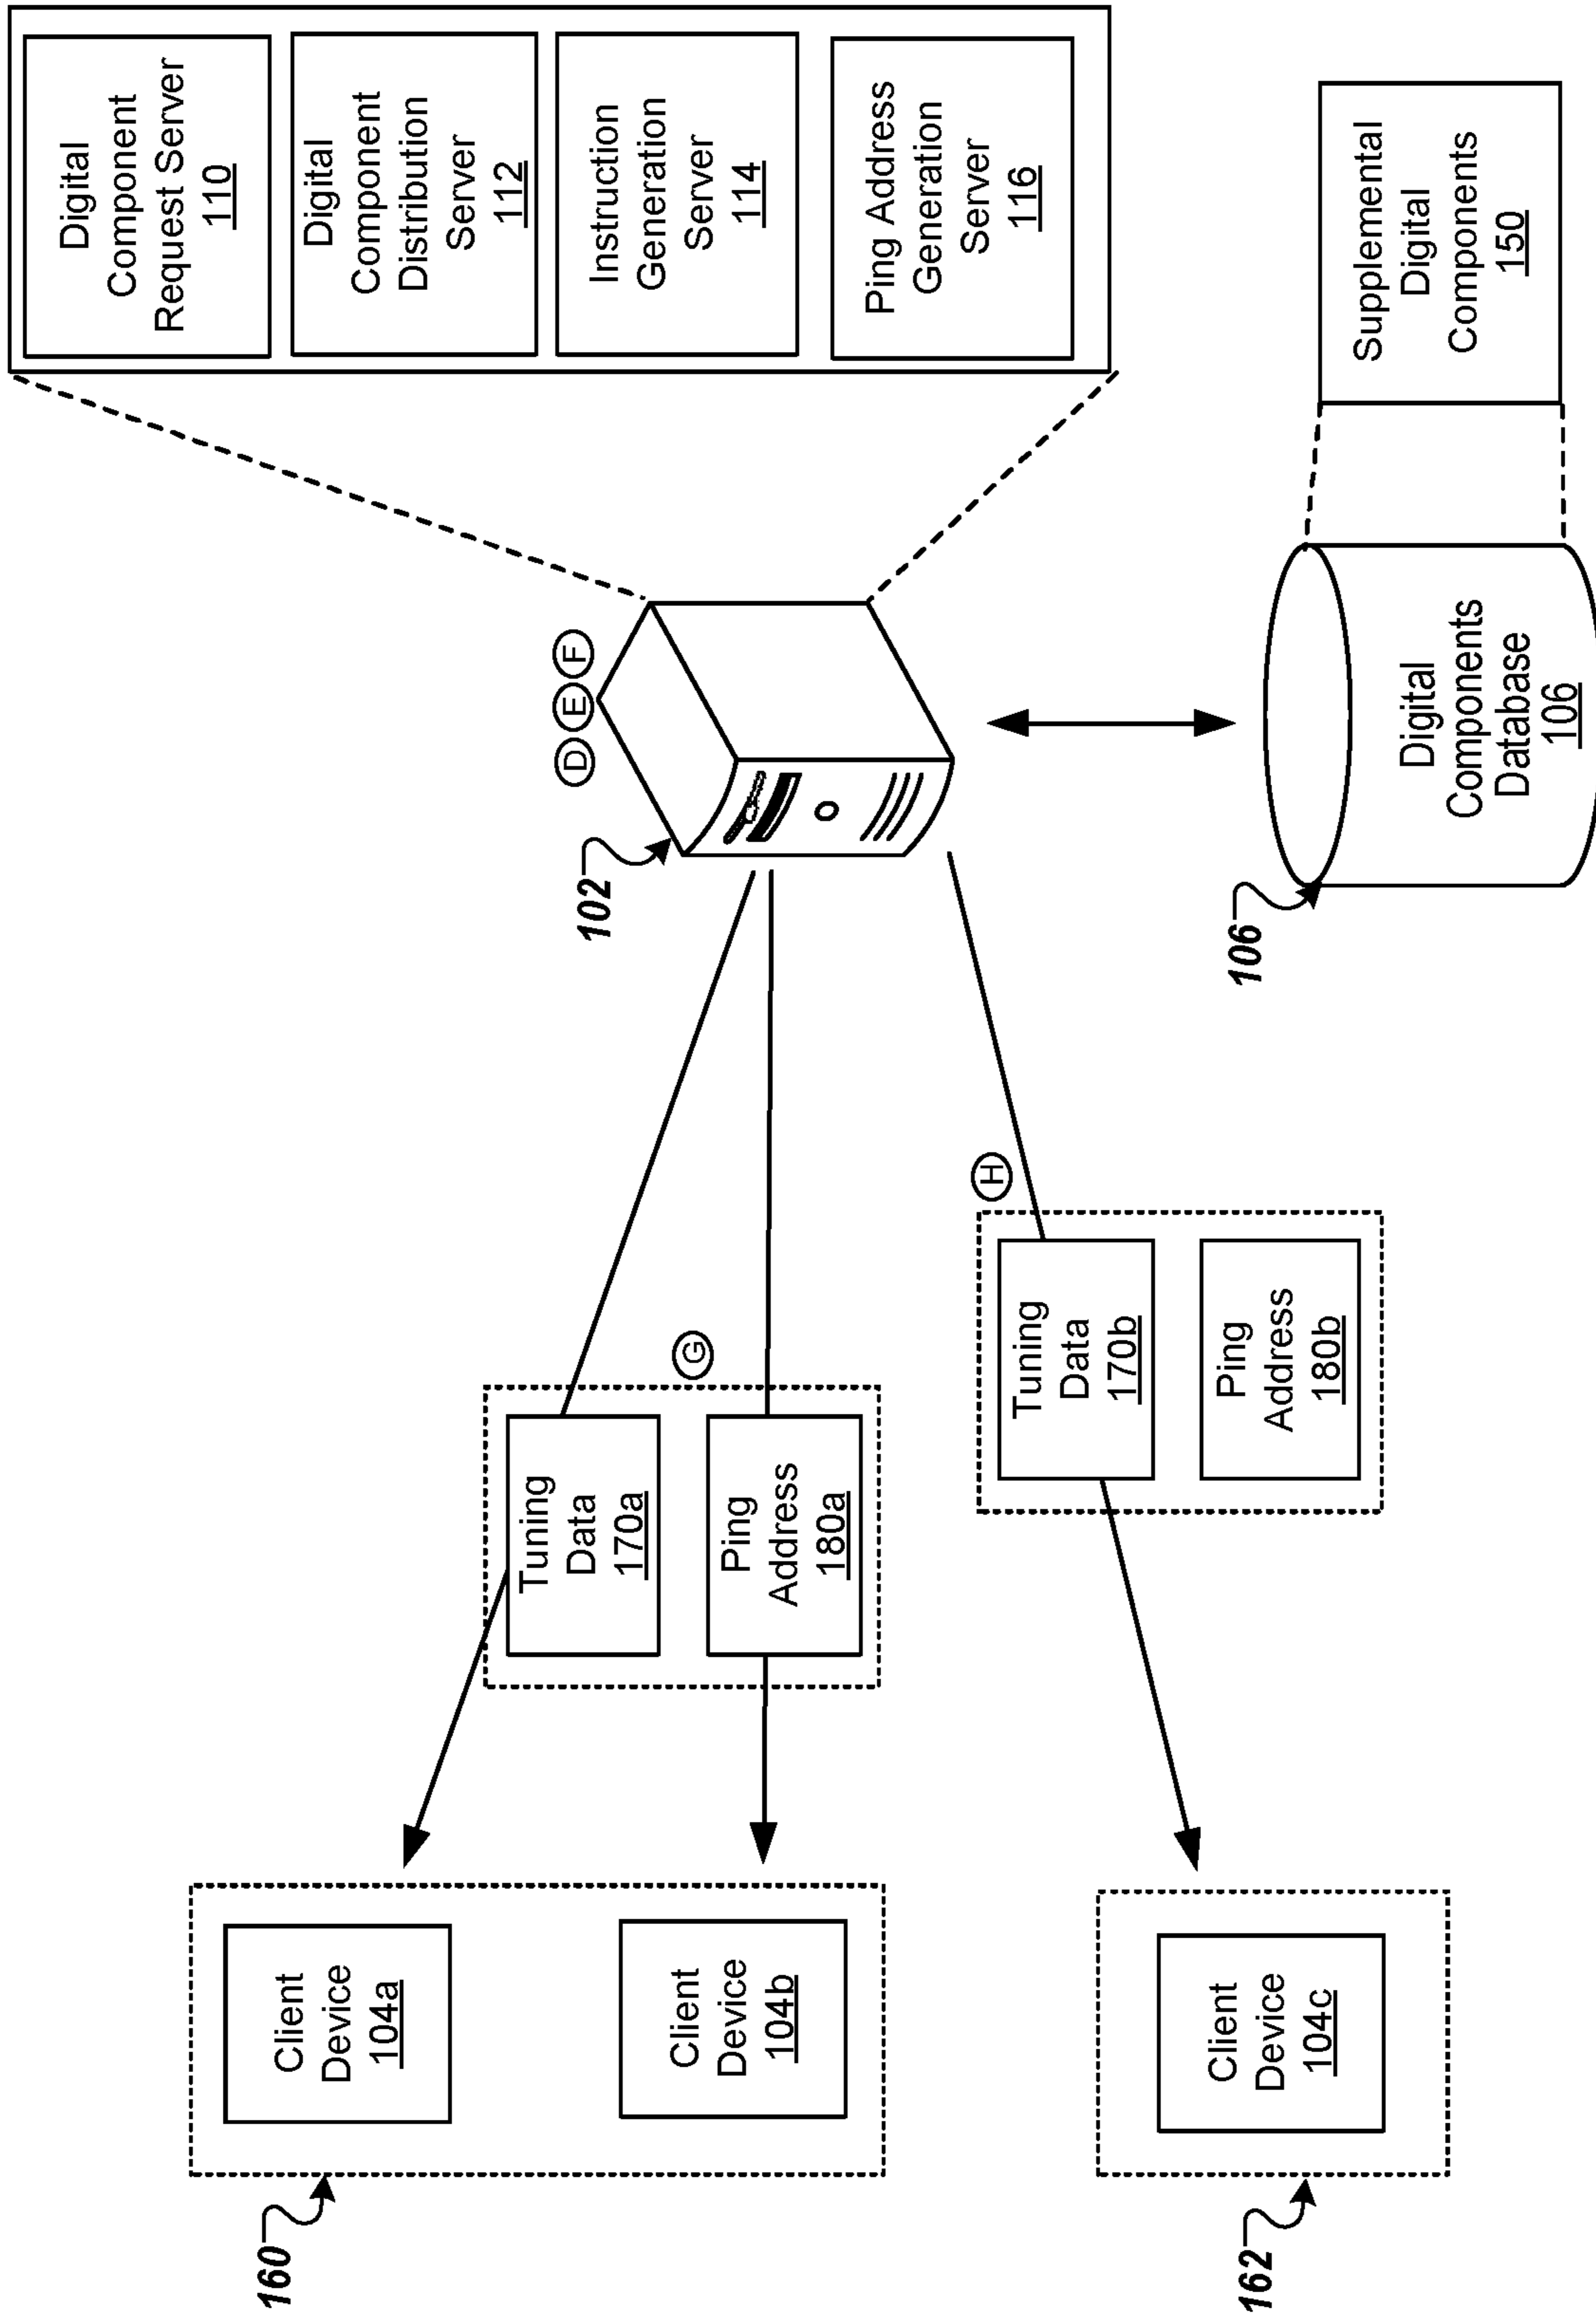 160
Client
Device
104a
Client
Device
104b
162
Client
Device
104c
Tuning
Data
170a
Ping
Address
180a
G
Tuning
Data
170b
Ping
Address
180b
H
102
D
E
F
106
Digital
Components
Database
106
Digital
Component
Request Server
110
Digital
Component
Distribution
Server
112
Instruction
Generation
Server
114
Ping Address
Generation
Server
116
Supplemental
Digital
Components
150